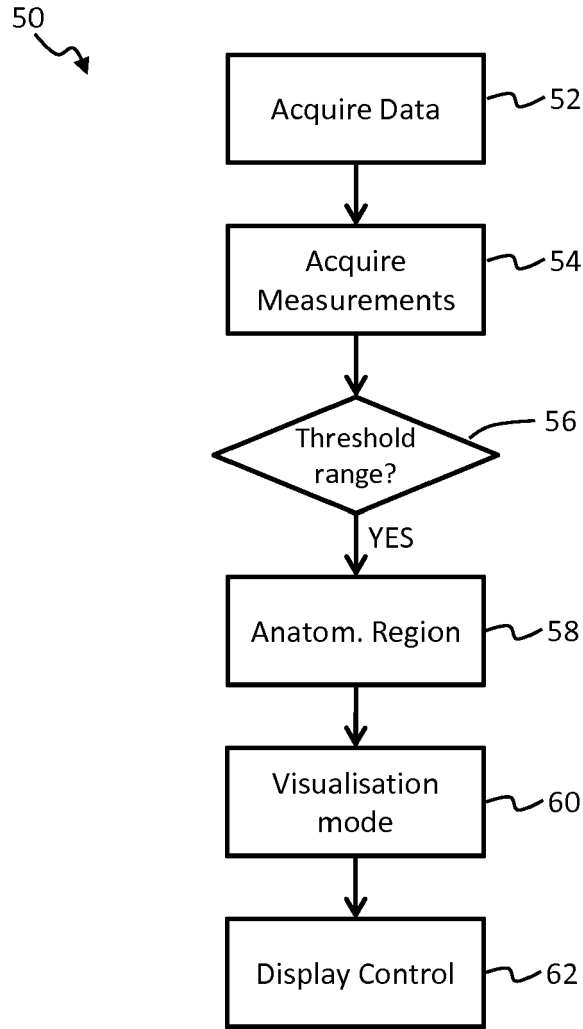 50
Acquire Data
52
Acquire
Measurements
54
Threshold
range?
56
YES
Anatom. Region
58
Visualisation
mode
60
Display Control
62